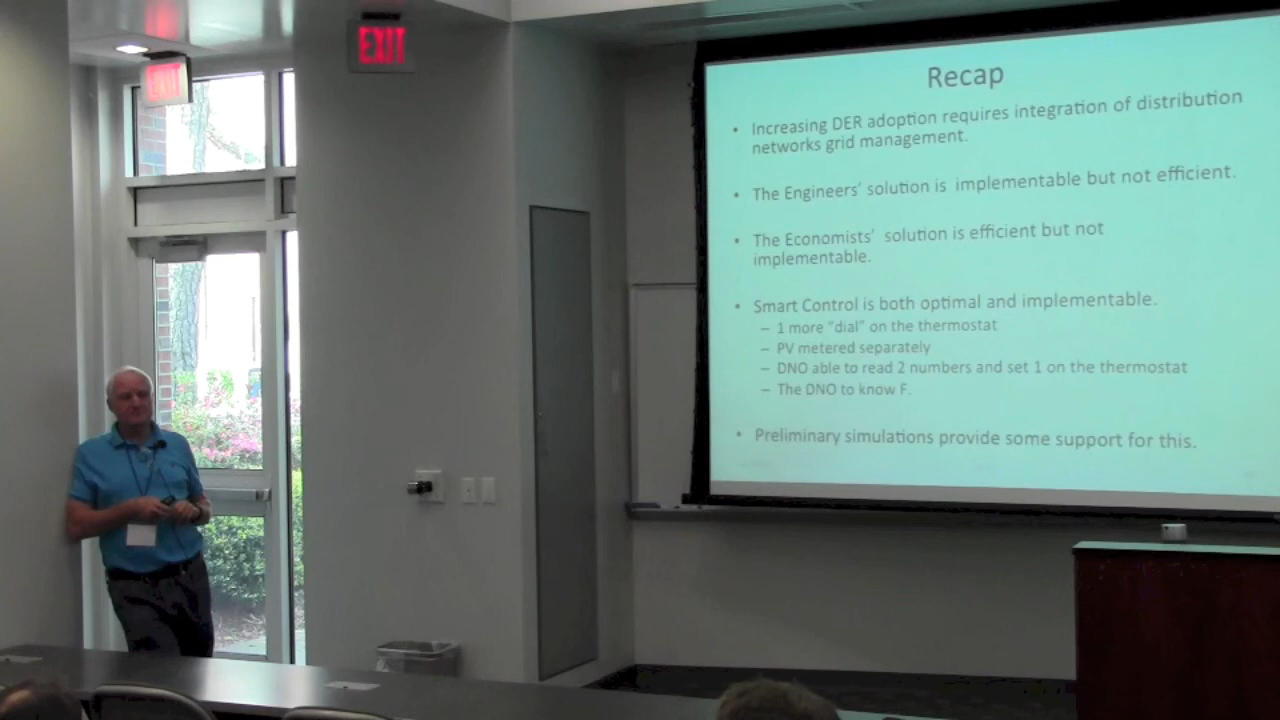 EXIT
EXIT
Recap
• Increasing DER adoption requires integration of distribution
networks grid management.
• The Engineers’ solution is implementable but not efficient.
• The Economists’ solution is efficient but not
implementable.
• Smart Control is both optimal and implementable.
– 1 more “dial” on the thermostat
– PV metered separately
– DNO able to read 2 numbers and set 1 on the thermostat
– The DNO to know F.
• Preliminary simulations provide some support for this.